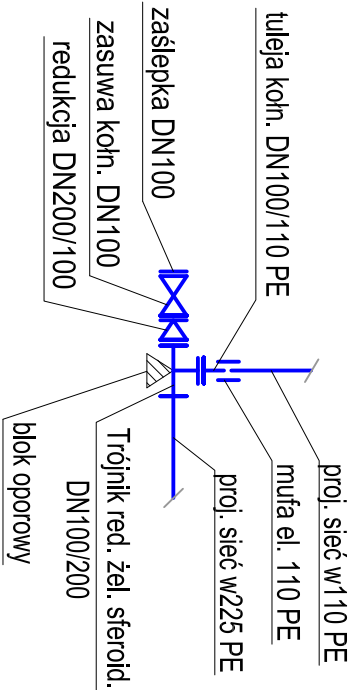 tuleja kołn. DN100/110 PE
zaślepka DN100
zasuwa kołn. DN100
redukcja DN200/100
proj. sieć w110 PE
mufa el. 110 PE
proj. sieć w225 PE
Trójnik red. żel. sferoid.
DN100/200
blok oporowy